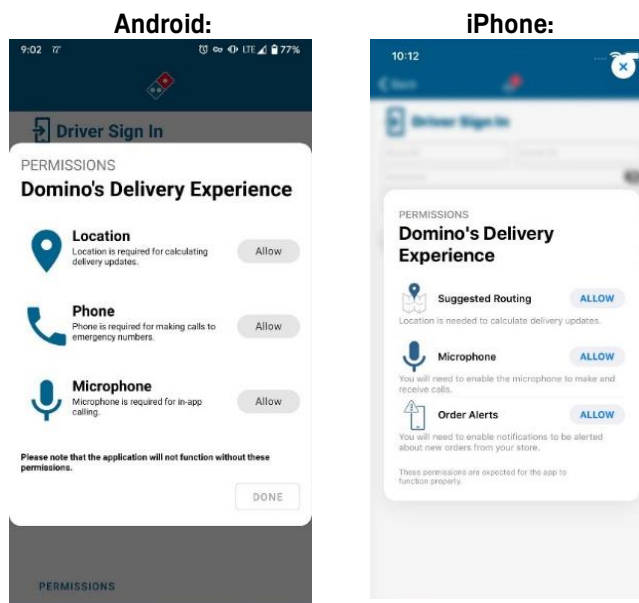 Android:
9:02
LTE 77%
Driver Sign In
PERMISSIONS
Domino's Delivery Experience
Location
Location is required for calculating
delivery updates.
Allow
Phone
Phone is required for making calls to
emergency numbers.
Allow
Microphone
Microphone is required for in-app
calling.
Allow
Please note that the application will not function without these
permissions.
DONE
PERMISSIONS
iPhone:
10:12
Back
Driver Sign In
PERMISSIONS
Domino's Delivery
Experience
Suggested Routing
ALLOW
Location is needed to calculate delivery updates.
Microphone
ALLOW
You will need to enable the microphone to make and
receive calls.
Order Alerts
ALLOW
You will need to enable notifications to be alerted
about new orders from your store.
These permissions are expected for the app to
function properly.